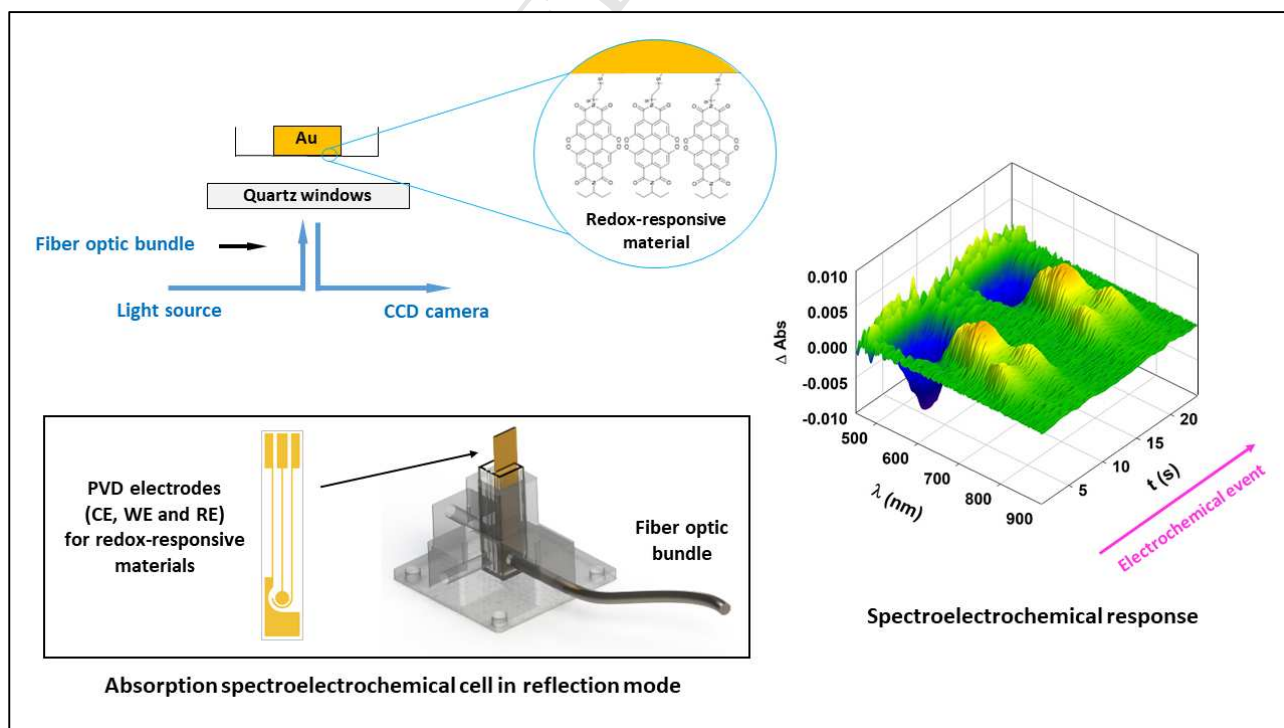 Au
Quartz windows
Fiber optic bundle
Light source
CCD camera
Redox-responsive
material
PVD electrodes
(CE, WE and RE)
for redox-responsive
materials
Fiber optic
bundle
Absorption spectroelectrochemical cell in reflection mode
0.010
0.005
0.000
-0.005
-0.010
Δ Abs
500
600
700
800
900
λ (nm)
5
10
15
20
t (s)
Electrochemical event
Spectroelectrochemical response